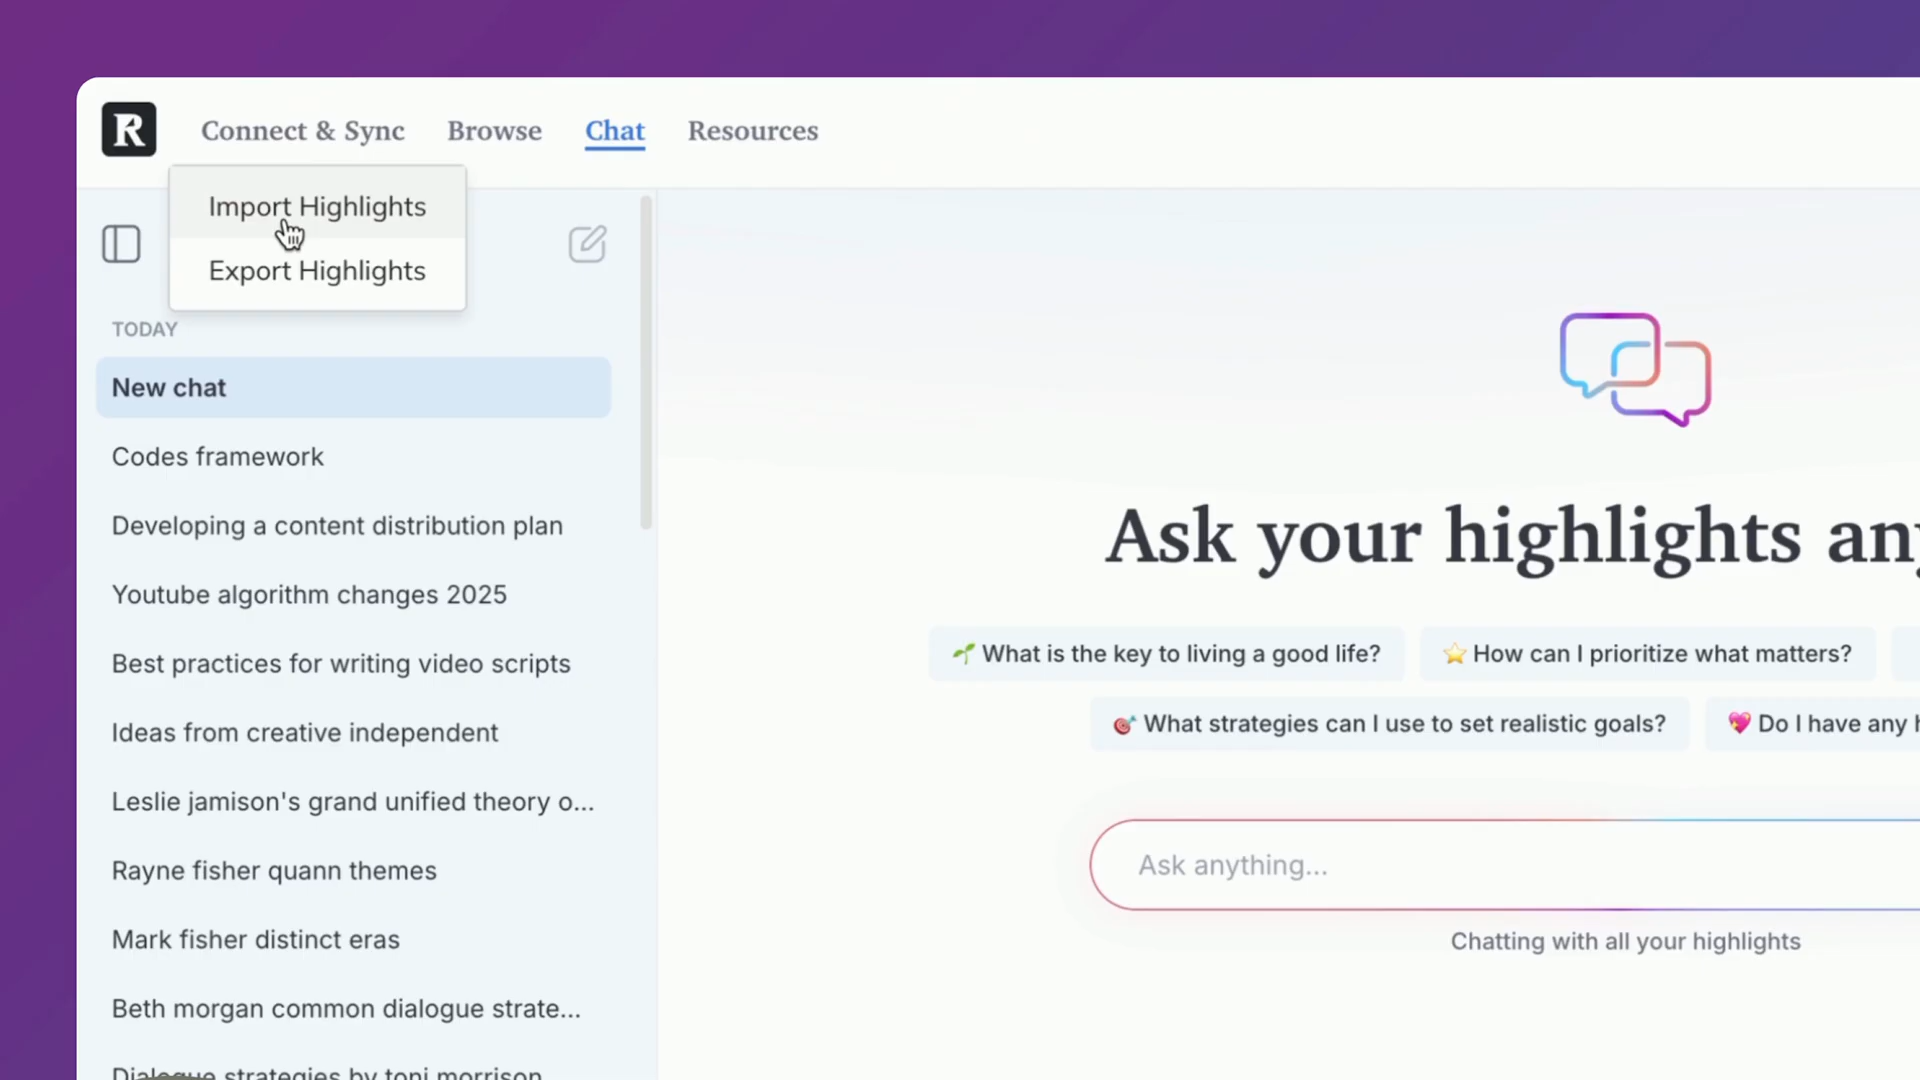 R
Connect & Sync
Browse
Chat
Resources
Import Highlights
Export Highlights
TODAY
New chat
Codes framework
Developing a content distribution plan
Youtube algorithm changes 2025
Best practices for writing video scripts
Ideas from creative independent
Leslie jamison's grand unified theory o...
Rayne fisher quann themes
Mark fisher distinct eras
Beth morgan common dialogue strate...
Dialogue strategies by toni morrison
Ask your highlights an
🌱 What is the key to living a good life?
⭐ How can I prioritize what matters?
🎯 What strategies can I use to set realistic goals?
💘 Do I have any
Ask anything...
Chatting with all your highlights